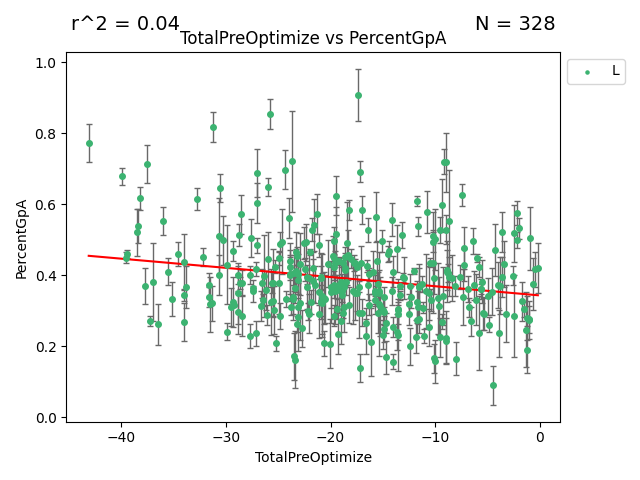 r^2 = 0.04
N = 328
TotalPreOptimize vs PercentGpA
L
1.0
0.8
0.6
0.4
0.2
0.0
PercentGpA
−40
−30
−20
−10
0
TotalPreOptimize